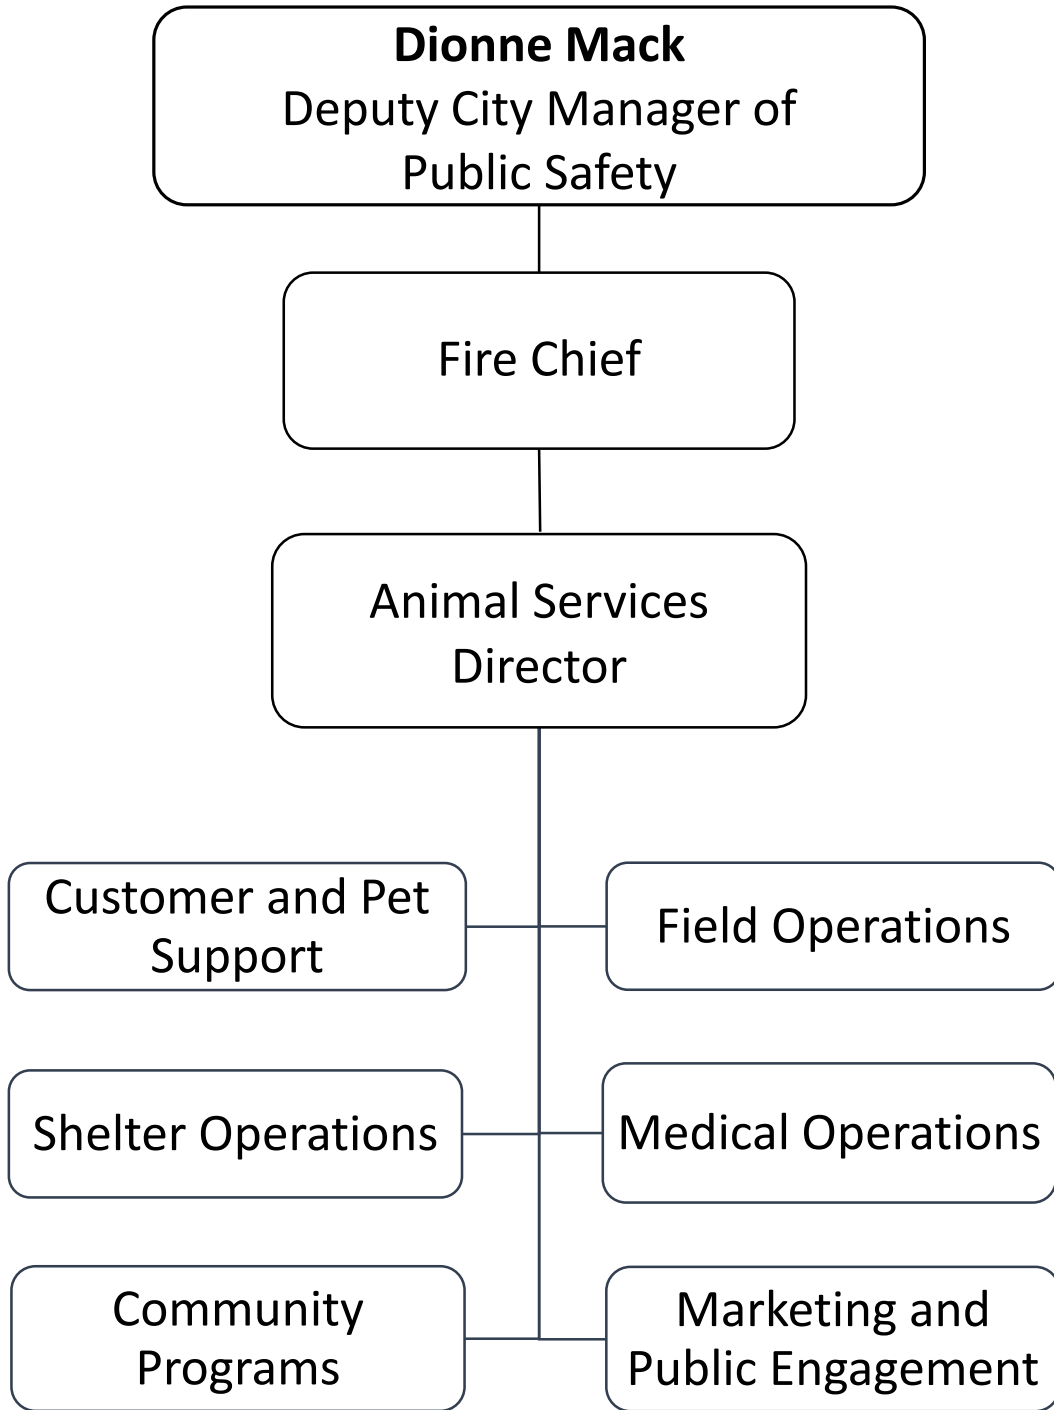 Dionne Mack
Deputy City Manager of
Public Safety
Fire Chief
Animal Services
Director
Customer and Pet
Support
Field Operations
Shelter Operations
Medical Operations
Community
Programs
Marketing and
Public Engagement